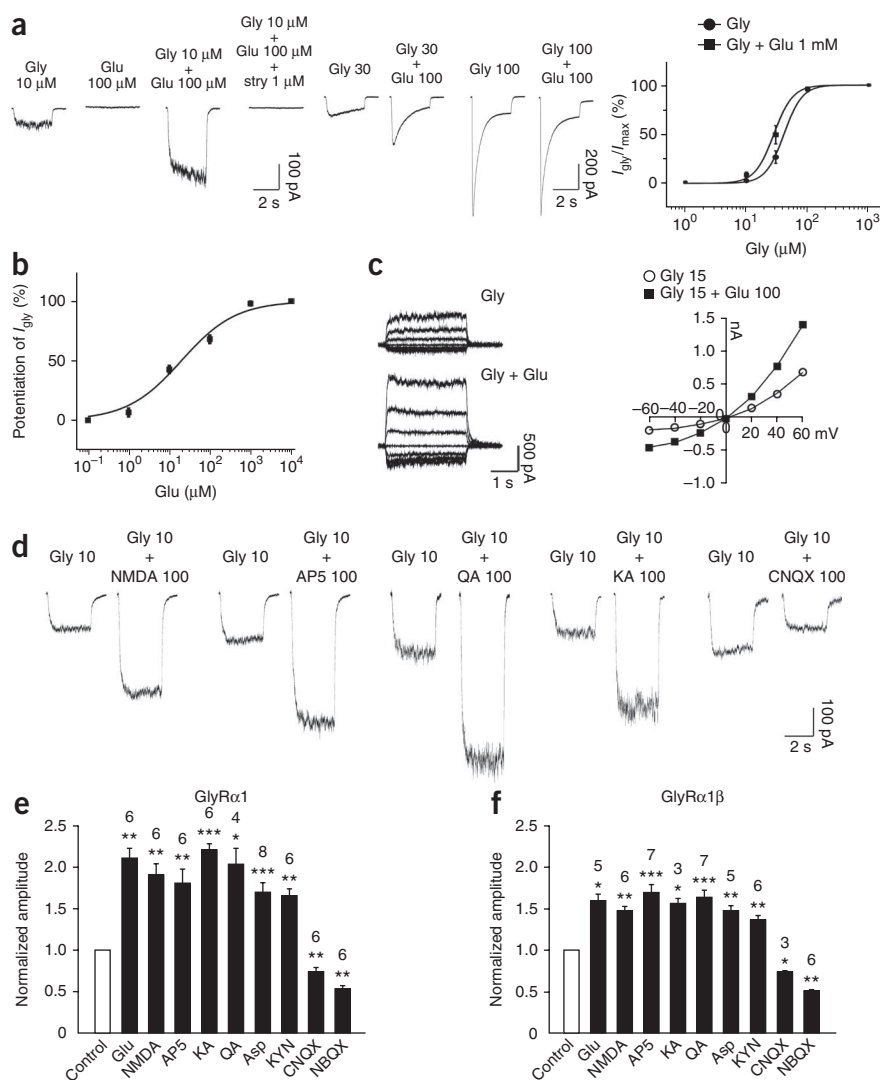 a
Gly
10 μM
Glu
100 μM
Gly 10 μM
+
Glu 100 μM
Gly 10 μM
+
Glu 100 μM
+
stry 1 μM
Gly 30
Gly 30
+
Glu 100
Gly 100
Gly 100
+
Glu 100
100 pA
2 s
200 pA
2 s
Gly
Gly + Glu 1 mM
Igly/Imax (%)
100
50
0
10⁰
10¹
10²
10³
Gly (μM)
b
Potentiation of Igly (%)
100
50
0
10⁻¹
10⁰
10¹
10²
10³
10⁴
Glu (μM)
c
Gly
Gly + Glu
500 pA
1 s
Gly 15
Gly 15 + Glu 100
nA
1.5
1.0
0.5
0
−0.5
−1.0
−60
−40
−20
0
20
40
60 mV
d
Gly 10
Gly 10
+
NMDA 100
Gly 10
Gly 10
+
AP5 100
Gly 10
Gly 10
+
QA 100
Gly 10
Gly 10
+
KA 100
Gly 10
Gly 10
+
CNQX 100
100 pA
2 s
e
GlyRα1
Normalized amplitude
2.5
2.0
1.5
1.0
0.5
0
6
**
6
**
6
**
6
***
4
*
8
***
6
**
6
**
6
**
Control
Glu
NMDA
AP5
KA
QA
Asp
KYN
CNQX
NBQX
f
GlyRα1β
Normalized amplitude
2.5
2.0
1.5
1.0
0.5
0
5
*
6
**
7
***
3
*
7
***
5
**
6
**
3
*
6
**
Control
Glu
NMDA
AP5
KA
QA
Asp
KYN
CNQX
NBQX